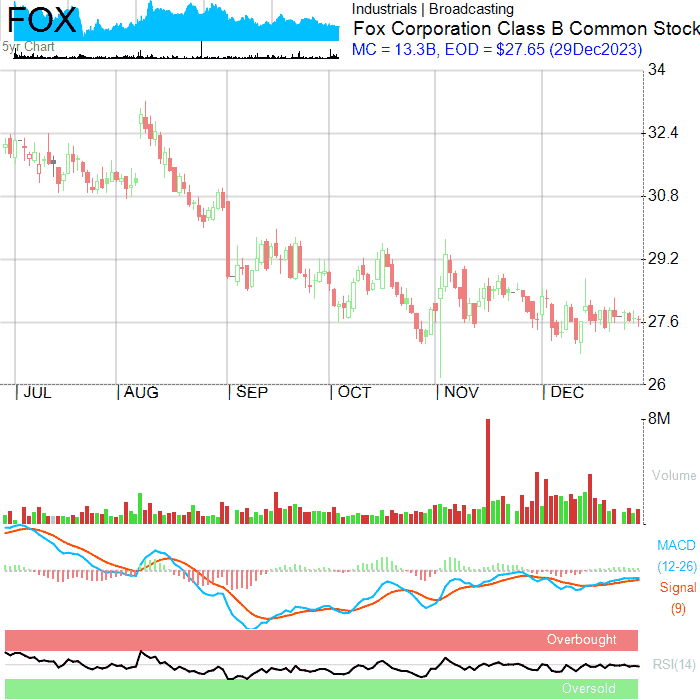 FOX
5yr Chart
Industrials | Broadcasting
Fox Corporation Class B Common Stock
MC = 13.3B, EOD = $27.65 (29Dec2023)
34
32.4
30.8
29.2
27.6
26
JUL AUG SEP OCT NOV DEC
8M
Volume
MACD
(12-26)
Signal
(9)
Overbought
RSI(14)
Oversold